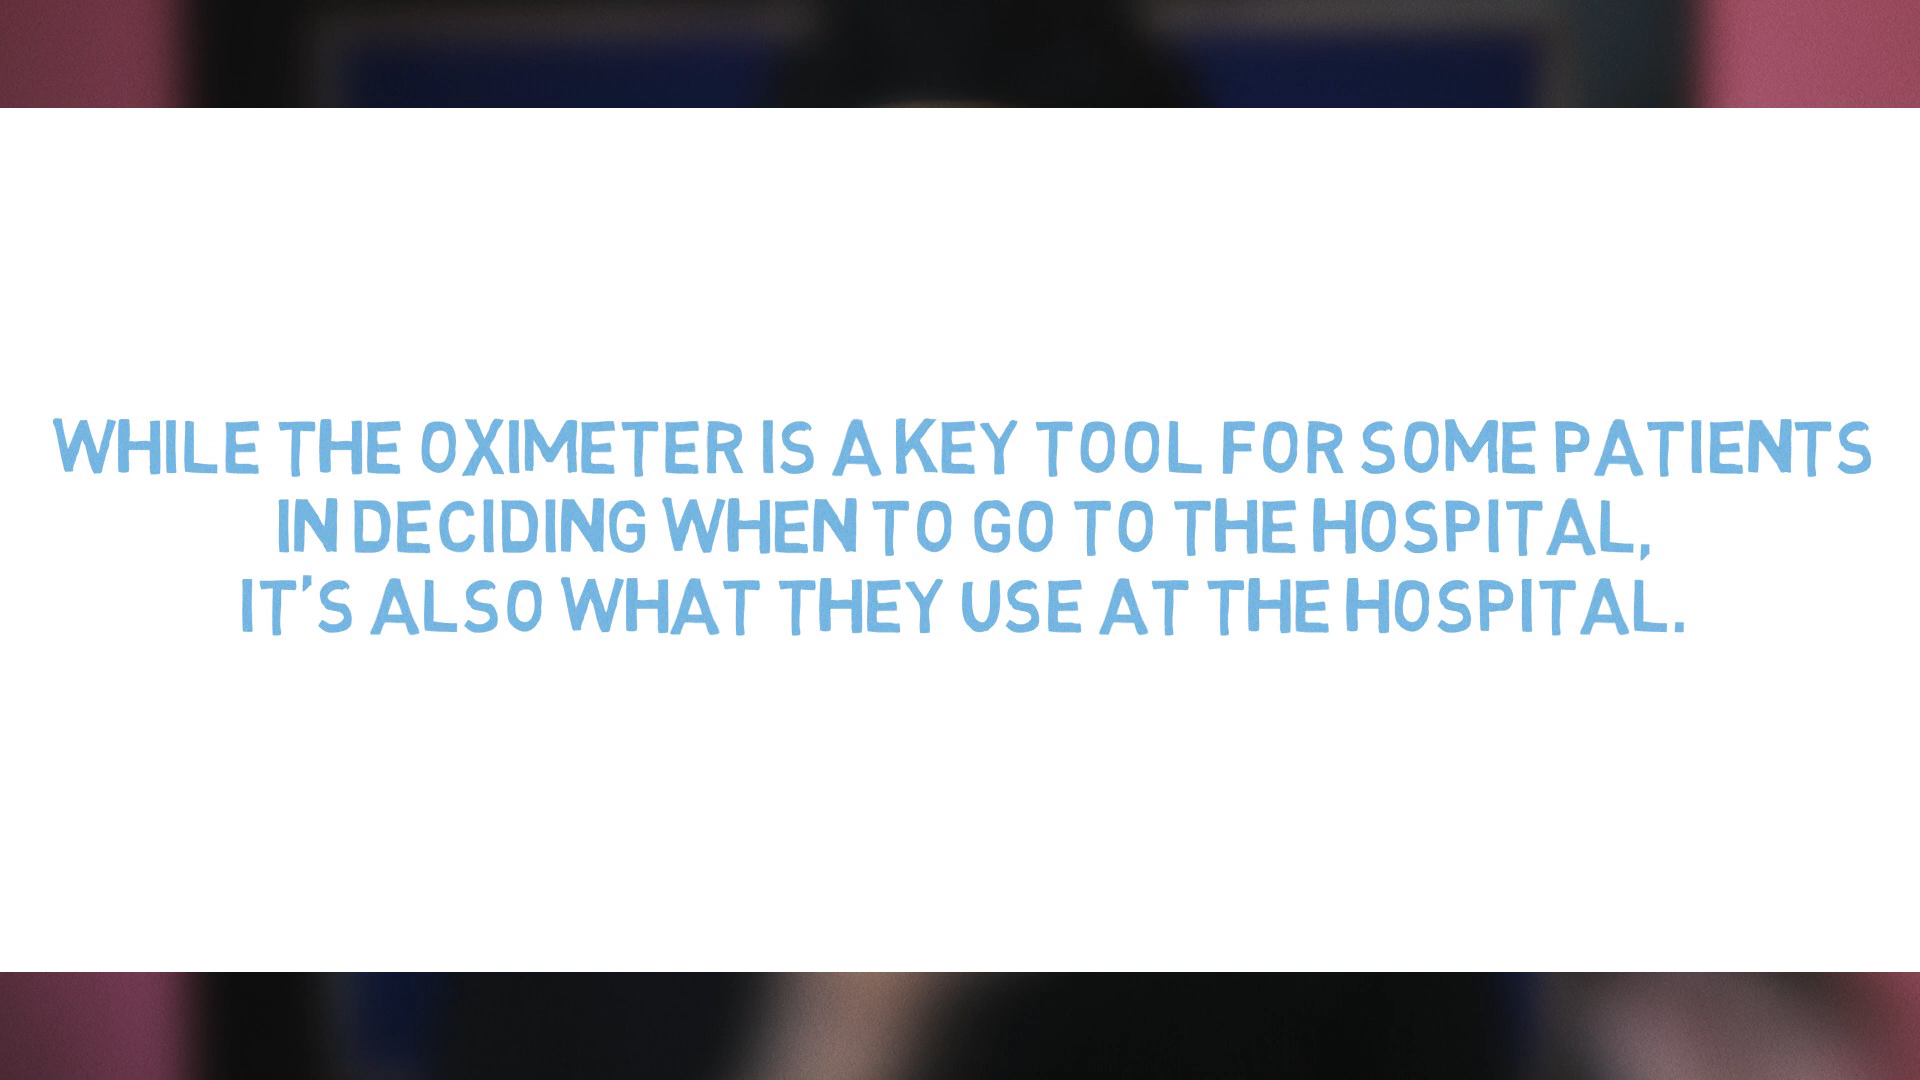 WHILE THE OXIMETER IS A KEY TOOL FOR SOME PATIENTS
IN DECIDING WHEN TO GO TO THE HOSPITAL,
IT'S ALSO WHAT THEY USE AT THE HOSPITAL.